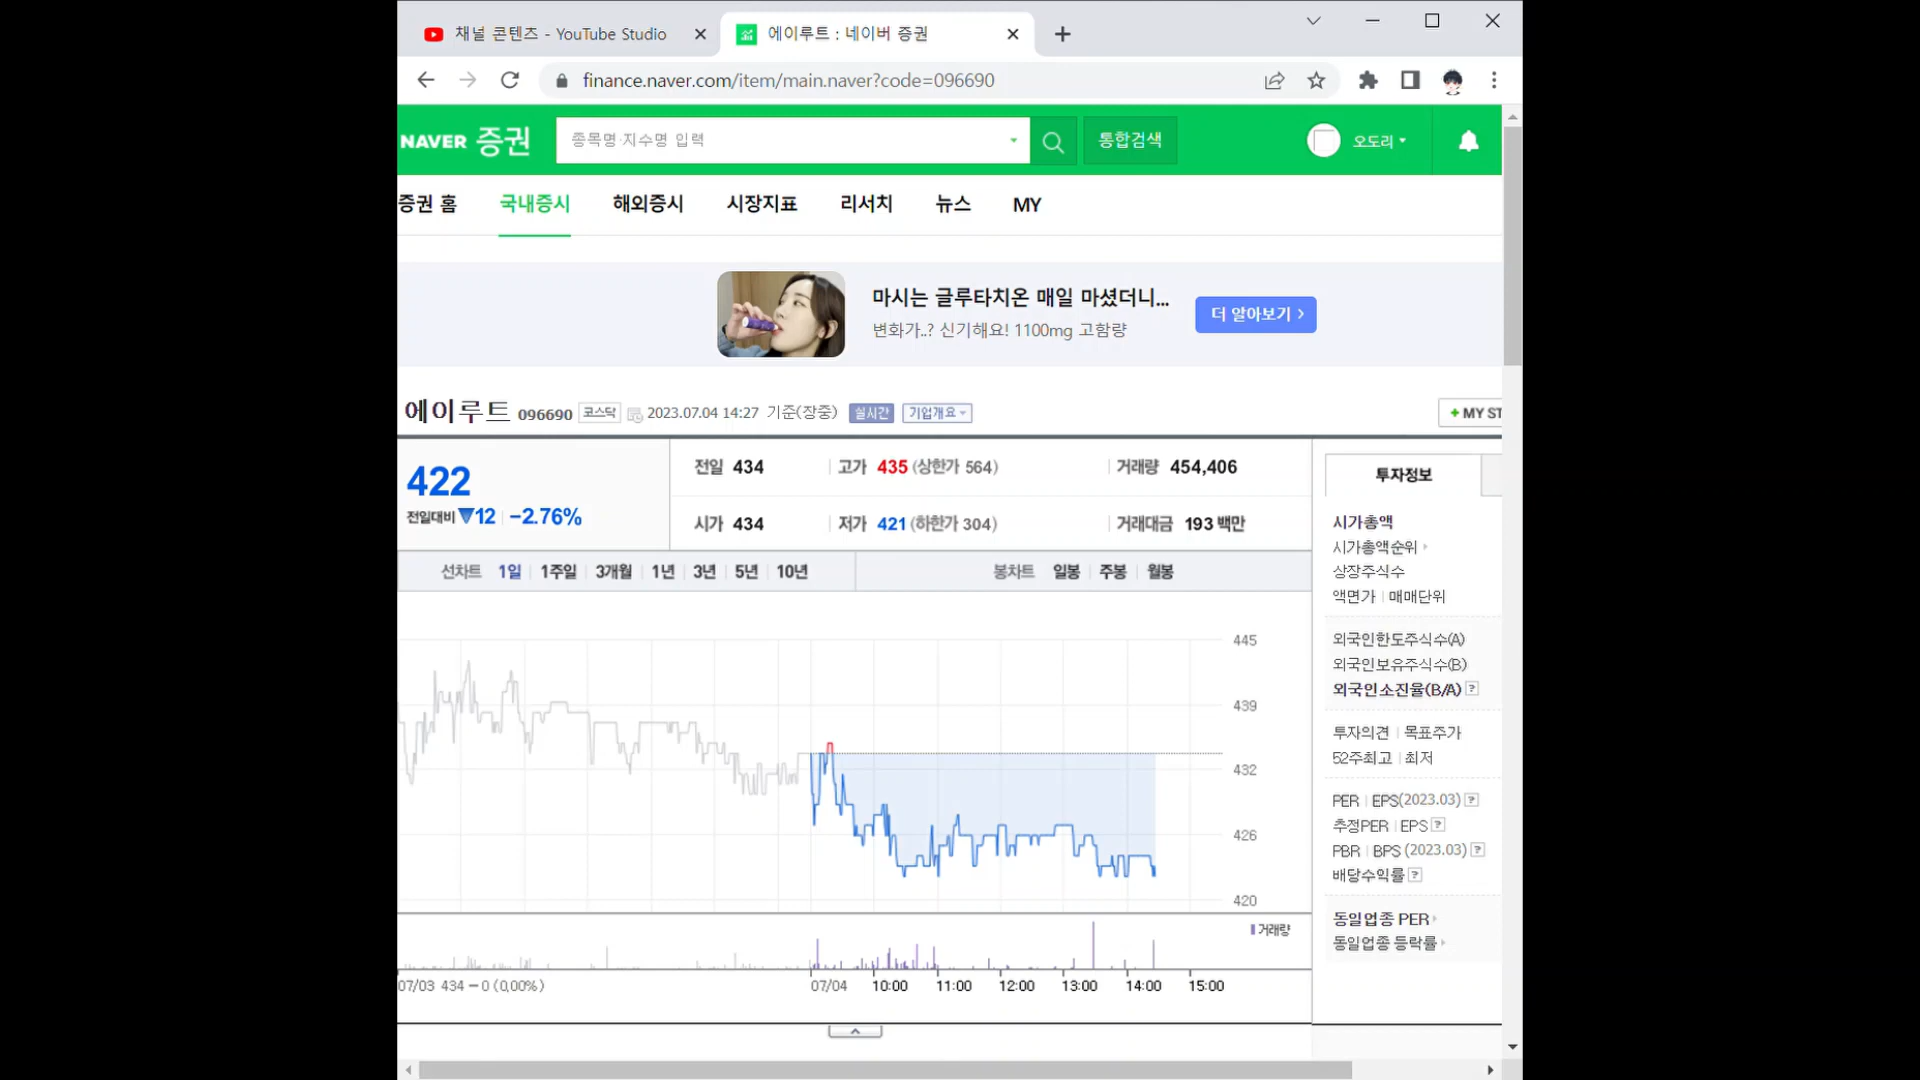 채널 콘텐츠 - YouTube Studio
에이루트 : 네이버 증권
finance.naver.com/item/main.naver?code=096690
NAVER 증권
종목명·지수명 입력
통합검색
오도리
증권 홈 국내증시 해외증시 시장지표 리서치 뉴스 MY
마시는 글루타치온 매일 마셨더니...
변화가..? 신기해요! 1100mg 고함량
더 알아보기
에이루트 096690 코스닥 2023.07.04 14:27 기준(장중) 실시간 기업개요
+ MY ST
422
전일대비 ▼12 | -2.76%
전일 434 고가 435 (상한가 564) 거래량 454,406
시가 434 저가 421 (하한가 304) 거래대금 193 백만
선차트 1일 1주일 3개월 1년 3년 5년 10년
봉차트 일봉 주봉 월봉
445
439
432
426
420
거래량
07/03 434 - 0 (0.00%)
07/04 10:00 11:00 12:00 13:00 14:00 15:00
투자정보
시가총액
시가총액순위
상장주식수
액면가 | 매매단위
외국인한도주식수(A)
외국인보유주식수(B)
외국인소진율(B/A) ?
투자의견 | 목표주가
52주최고 | 최저
PER | EPS(2023.03) ?
추정PER | EPS ?
PBR | BPS (2023.03) ?
배당수익률 ?
동일업종 PER
동일업종 등락률